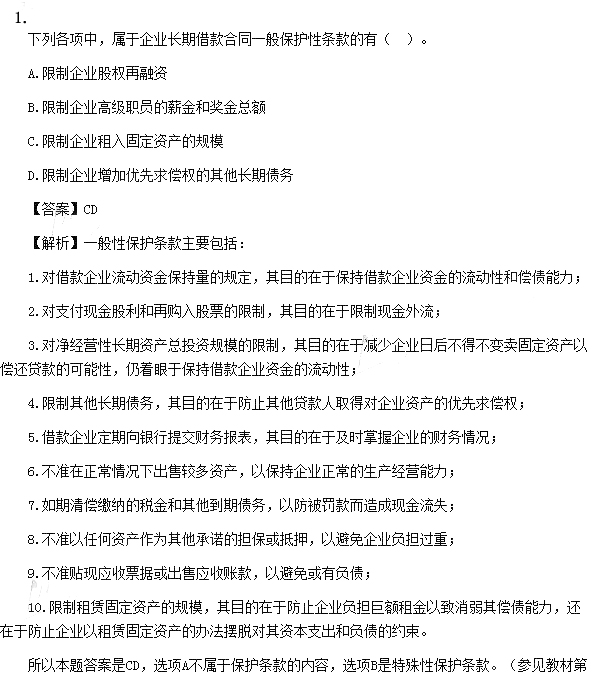 1.
下列各项中，属于企业长期借款合同一般保护性条款的有（  ）。
A.限制企业股权再融资
B.限制企业高级职员的薪金和奖金总额
C.限制企业租入固定资产的规模
D.限制企业增加优先求偿权的其他长期债务
【答案】CD
【解析】一般性保护条款主要包括：
1.对借款企业流动资金保持量的规定，其目的在于保持借款企业资金的流动性和偿债能力；
2.对支付现金股利和再购入股票的限制，其目的在于限制现金外流；
3.对净经营性长期资产总投资规模的限制，其目的在于减少企业日后不得不变卖固定资产以
偿还贷款的可能性，仍着眼于保持借款企业资金的流动性；
4.限制其他长期债务，其目的在于防止其他贷款人取得对企业资产的优先求偿权；
5.借款企业定期向银行提交财务报表，其目的在于及时掌握企业的财务情况；
6.不准在正常情况下出售较多资产，以保持企业正常的生产经营能力；
7.如期清偿缴纳的税金和其他到期债务，以防被罚款而造成现金流失；
8.不准以任何资产作为其他承诺的担保或抵押，以避免企业负担过重；
9.不准贴现应收票据或出售应收账款，以避免或有负债；
10.限制租赁固定资产的规模，其目的在于防止企业负担巨额租金以致消弱其偿债能力，还
在于防止企业以租赁固定资产的办法摆脱对其资本支出和负债的约束。
所以本题答案是CD，选项A不属于保护条款的内容，选项B是特殊性保护条款。（参见教材第